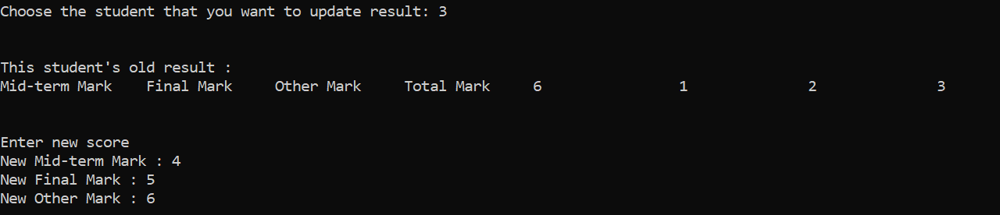 Choose the student that you want to update result: 3
This student's old result :
Mid-term Mark    Final Mark     Other Mark     Total Mark     6                1              2              3
Enter new score
New Mid-term Mark : 4
New Final Mark : 5
New Other Mark : 6